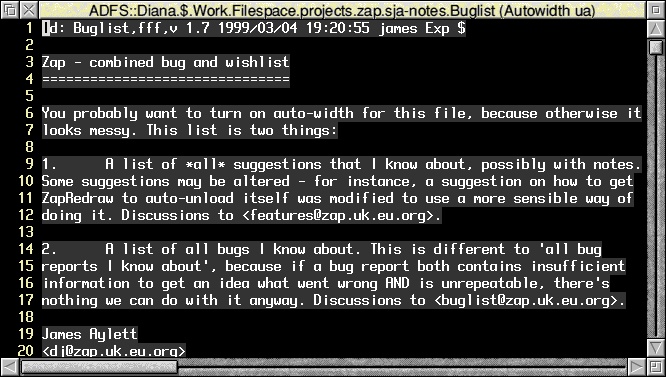 ADFS::Diana.$.Work.Filespace.projects.zap.sja-notes.Buglist (Autowidth ua)
1 $Id: Buglist,fff,v 1.7 1999/03/04 19:20:55 james Exp $
2
3 Zap - combined bug and wishlist
4 ===============================
5
6 You probably want to turn on auto-width for this file, because otherwise it
7 looks messy. This list is two things:
8
9 1. A list of *all* suggestions that I know about, possibly with notes.
10 Some suggestions may be altered - for instance, a suggestion on how to get
11 ZapRedraw to auto-unload itself was modified to use a more sensible way of
12 doing it. Discussions to <features@zap.uk.eu.org>.
13
14 2. A list of all bugs I know about. This is different to 'all bug
15 reports I know about', because if a bug report both contains insufficient
16 information to get an idea what went wrong AND is unrepeatable, there's
17 nothing we can do with it anyway. Discussions to <buglist@zap.uk.eu.org>.
18
19 James Aylett
20 <dj@zap.uk.eu.org>